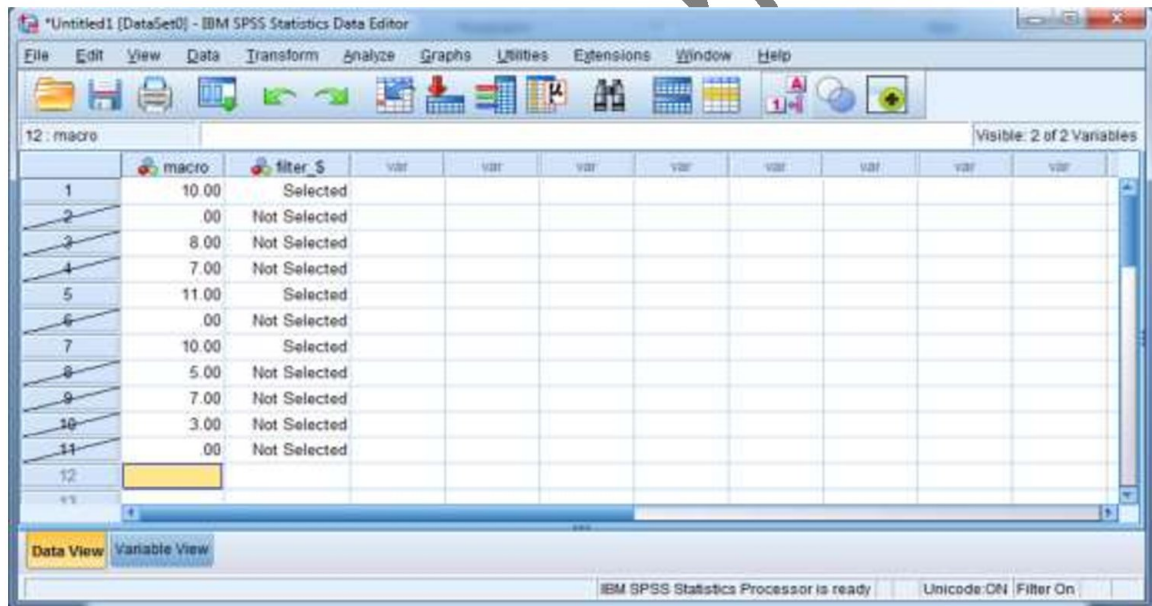 *Untitled1 [DataSet0] - IBM SPSS Statistics Data Editor
File Edit View Data Transform Analyze Graphs Utilities Extensions Window Help
12 : macro Visible: 2 of 2 Variables
macro filter_$ var var var var var var var var
1 10.00 Selected
2 .00 Not Selected
3 8.00 Not Selected
4 7.00 Not Selected
5 11.00 Selected
6 .00 Not Selected
7 10.00 Selected
8 5.00 Not Selected
9 7.00 Not Selected
10 3.00 Not Selected
11 .00 Not Selected
12
13
Data View Variable View
IBM SPSS Statistics Processor is ready Unicode:ON Filter On